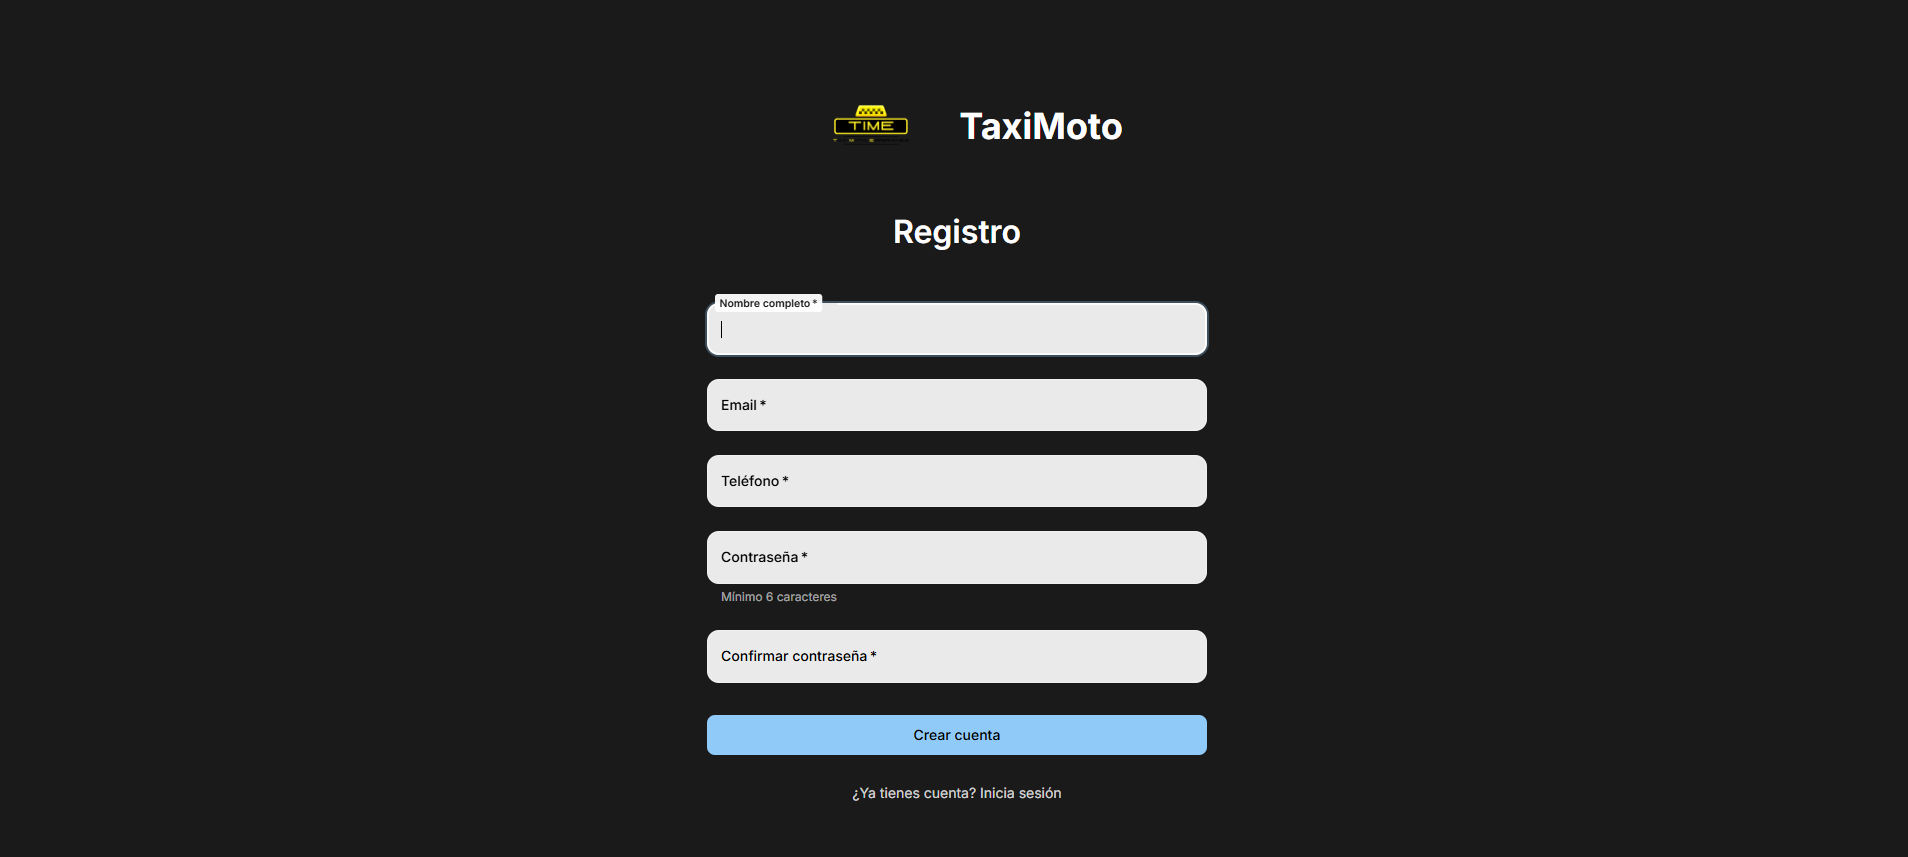 TIME
TaxiMoto
Registro
Nombre completo *
Email *
Teléfono *
Contraseña *
Mínimo 6 caracteres
Confirmar contraseña *
Crear cuenta
¿Ya tienes cuenta? Inicia sesión